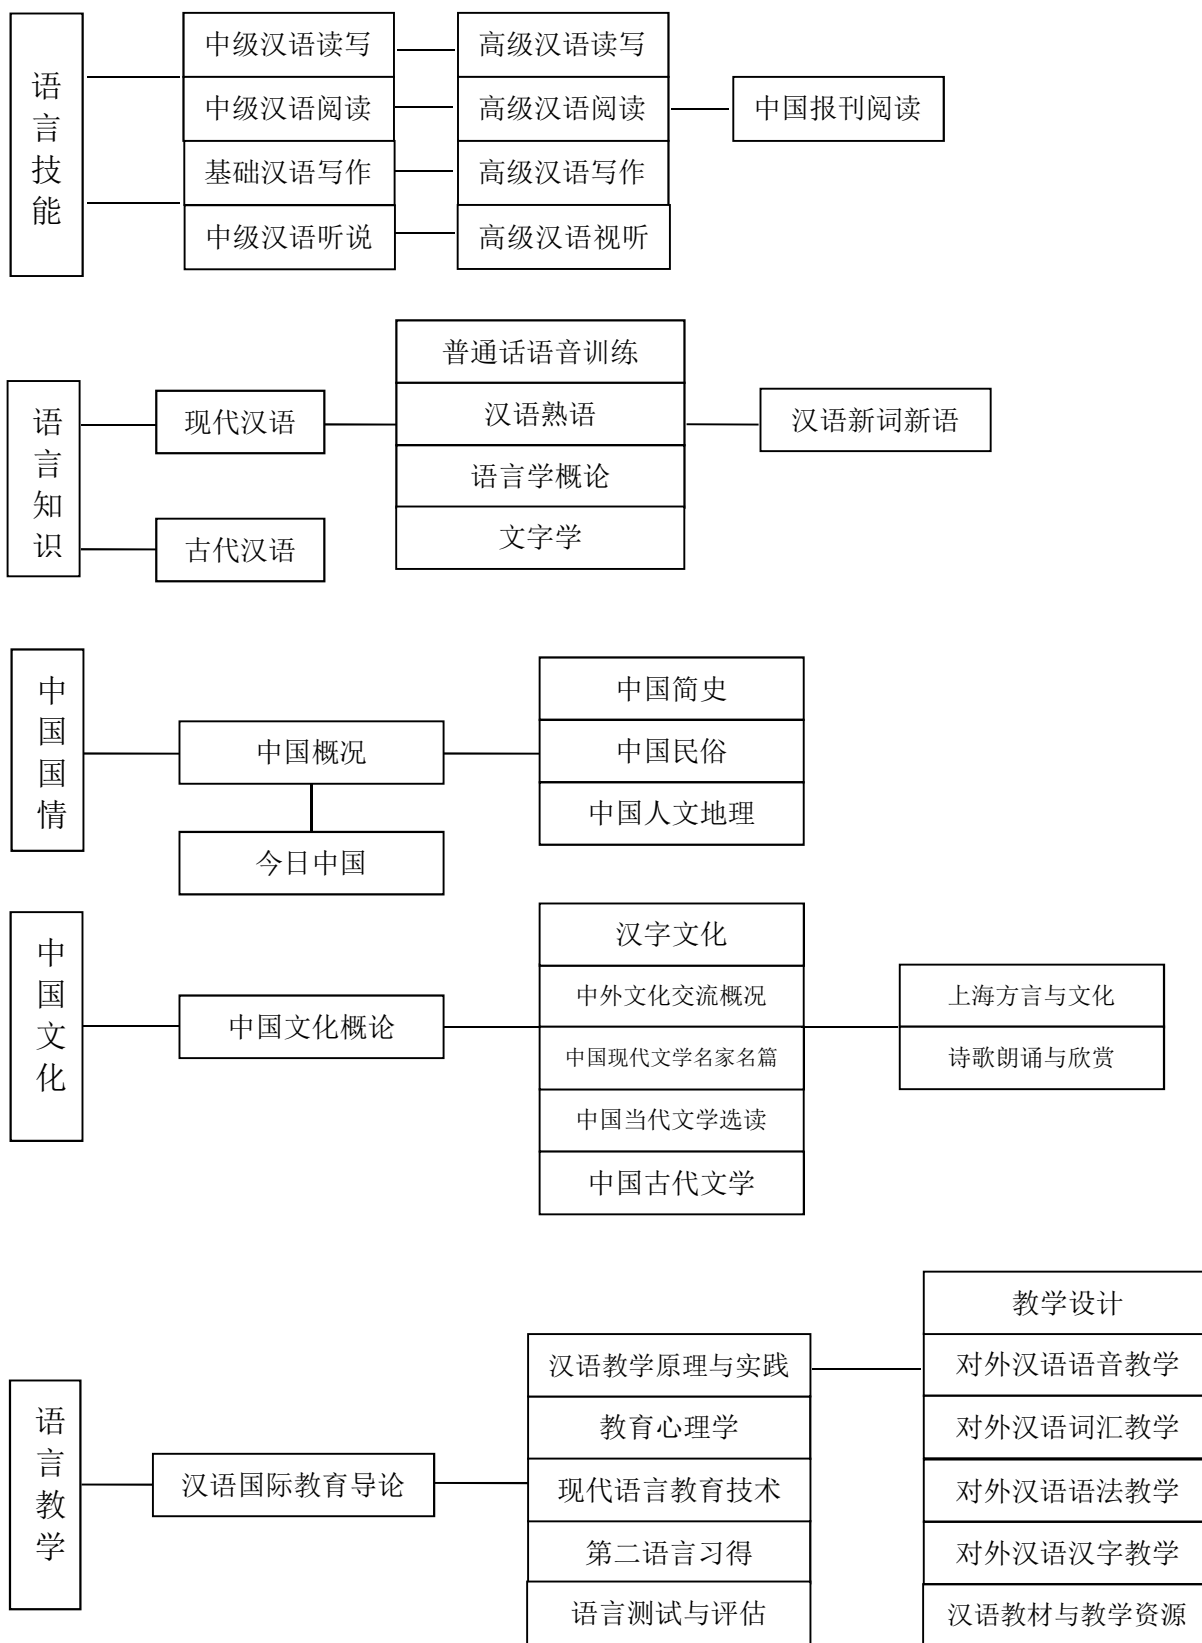 语言技能
中级汉语读写
高级汉语读写
中级汉语阅读
高级汉语阅读
中国报刊阅读
基础汉语写作
高级汉语写作
中级汉语听说
高级汉语视听
语言知识
现代汉语
古代汉语
普通话语音训练
汉语熟语
语言学概论
文字学
汉语新词新语
中国国情
中国概况
今日中国
中国简史
中国民俗
中国人文地理
中国文化
中国文化概论
汉字文化
中外文化交流概况
中国现代文学名家名篇
中国当代文学选读
中国古代文学
上海方言与文化
诗歌朗诵与欣赏
语言教学
汉语国际教育导论
汉语教学原理与实践
教育心理学
现代语言教育技术
第二语言习得
语言测试与评估
教学设计
对外汉语语音教学
对外汉语词汇教学
对外汉语语法教学
对外汉语汉字教学
汉语教材与教学资源